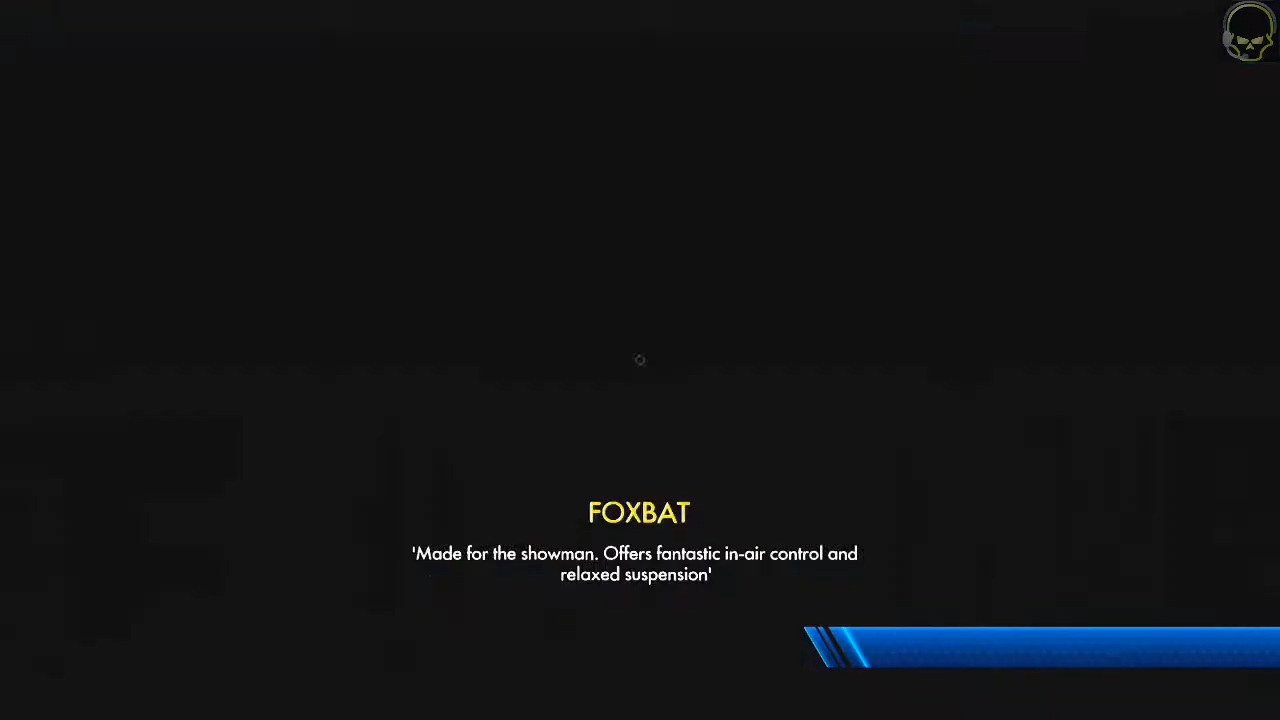 FOXBAT
'Made for the showman. Offers fantastic in-air control and
relaxed suspension'